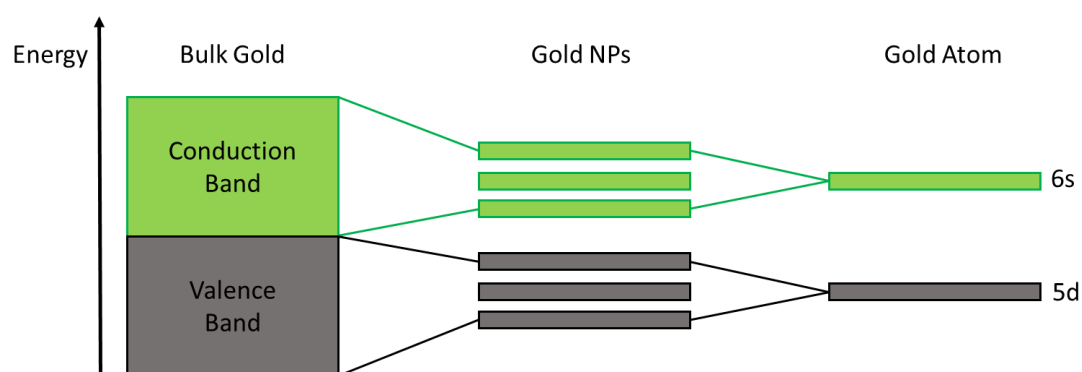 Energy
Bulk Gold
Gold NPs
Gold Atom
Conduction
Band
6s
Valence
Band
5d